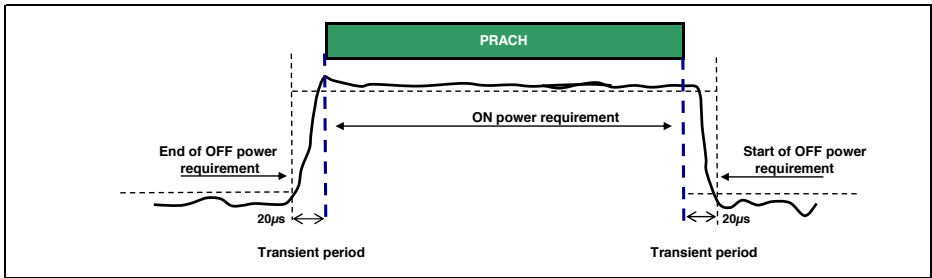 PRACH
ON power requirement
End of OFF power
requirement
Start of OFF power
requirement
20µs
20µs
Transient period
Transient period